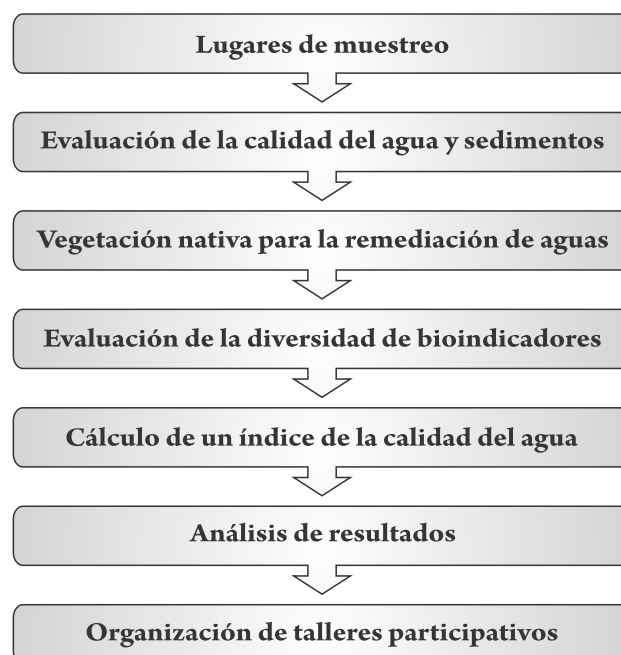 Lugares de muestreo
Evaluación de la calidad del agua y sedimentos
Vegetación nativa para la remediación de aguas
Evaluación de la diversidad de bioindicadores
Cálculo de un índice de la calidad del agua
Análisis de resultados
Organización de talleres participativos